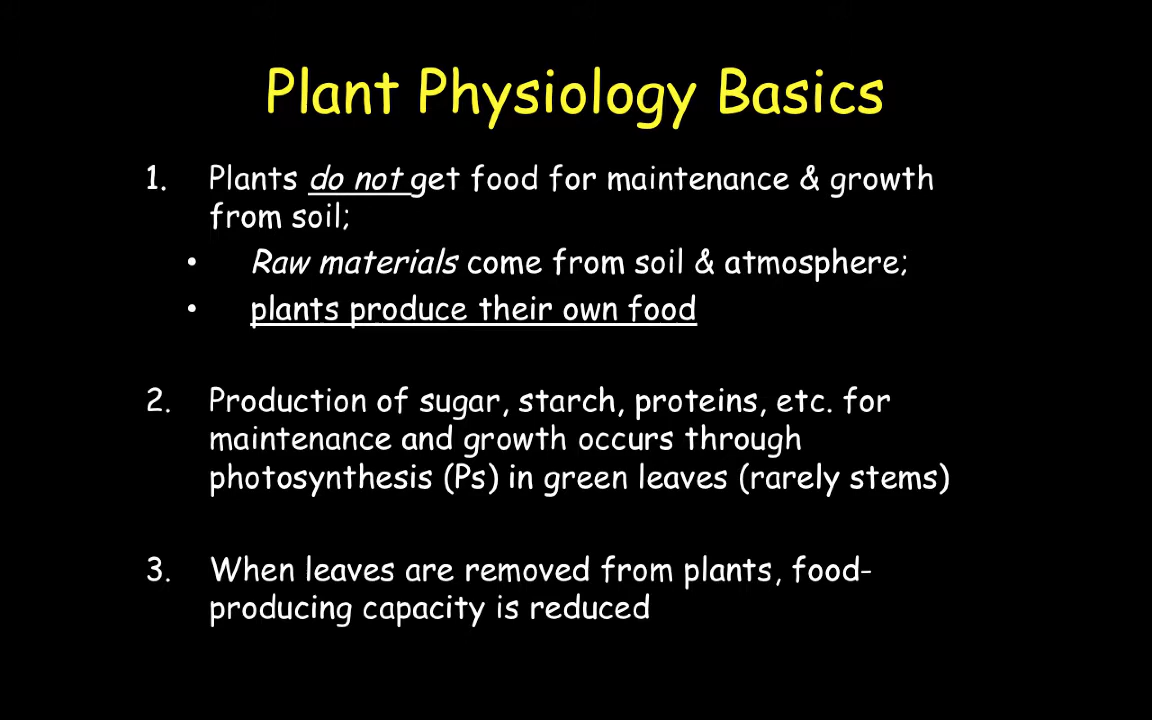 Plant Physiology Basics
1. Plants do not get food for maintenance & growth
from soil;
• Raw materials come from soil & atmosphere;
• plants produce their own food
2. Production of sugar, starch, proteins, etc. for
maintenance and growth occurs through
photosynthesis (Ps) in green leaves (rarely stems)
3. When leaves are removed from plants, food-
producing capacity is reduced